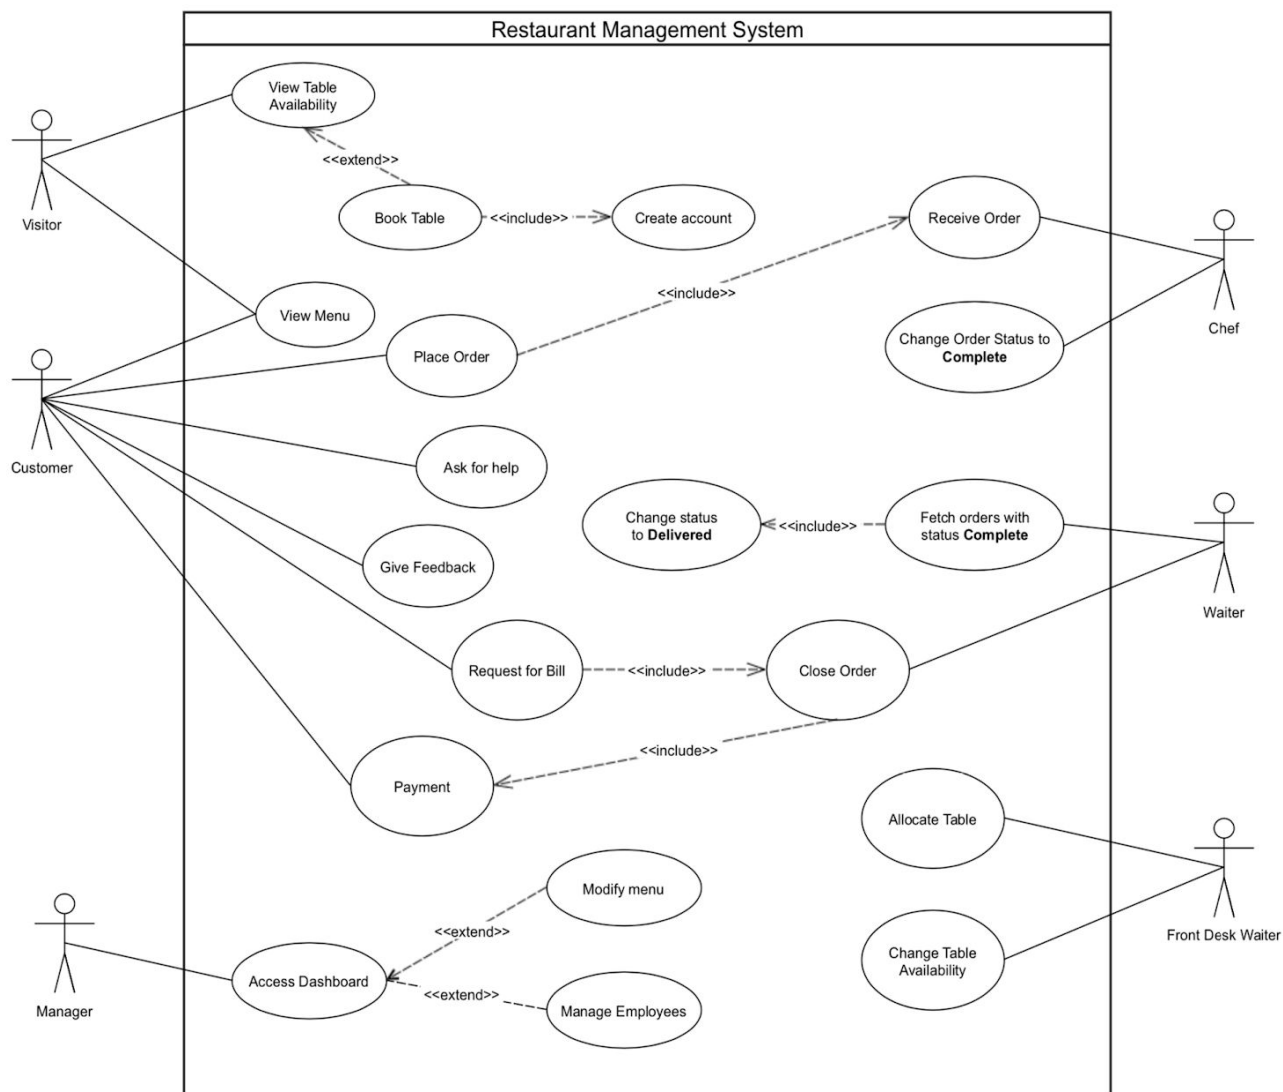 Restaurant Management System
View Table
Availability
<<extend>>
Visitor
Book Table
<<include>>
Create account
Receive Order
<<include>>
View Menu
Place Order
Change Order Status to
Complete
Chef
Customer
Ask for help
Change status
to Delivered
<<include>>
Fetch orders with
status Complete
Give Feedback
Waiter
Request for Bill
<<include>>
Close Order
<<include>>
Payment
Allocate Table
Modify menu
<<extend>>
Front Desk Waiter
Change Table
Availability
Access Dashboard
<<extend>>
Manage Employees
Manager